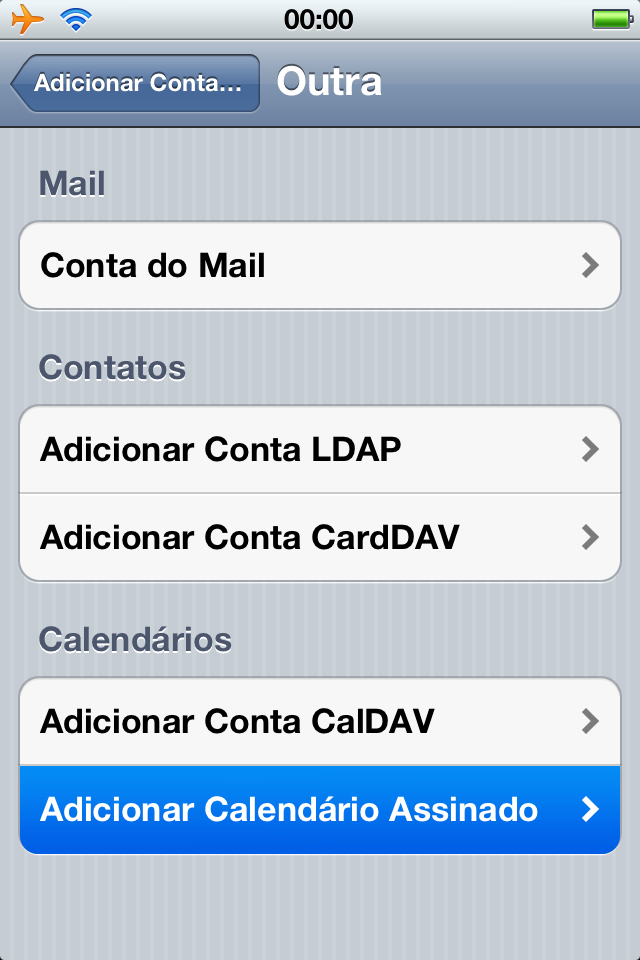 00:00
Adicionar Conta...
Outra
Mail
Conta do Mail
Contatos
Adicionar Conta LDAP
Adicionar Conta CardDAV
Calendários
Adicionar Conta CalDAV
Adicionar Calendário Assinado